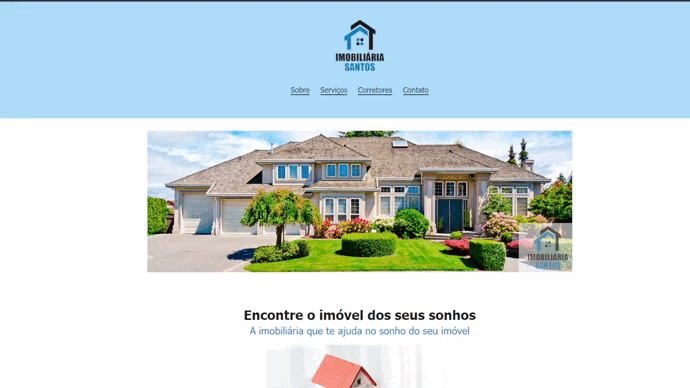 IMOBILIÁRIA
SANTOS
Sobre Serviços Corretores Contato
IMOBILIÁRIA
SANTOS
Encontre o imóvel dos seus sonhos
A imobiliária que te ajuda no sonho do seu imóvel